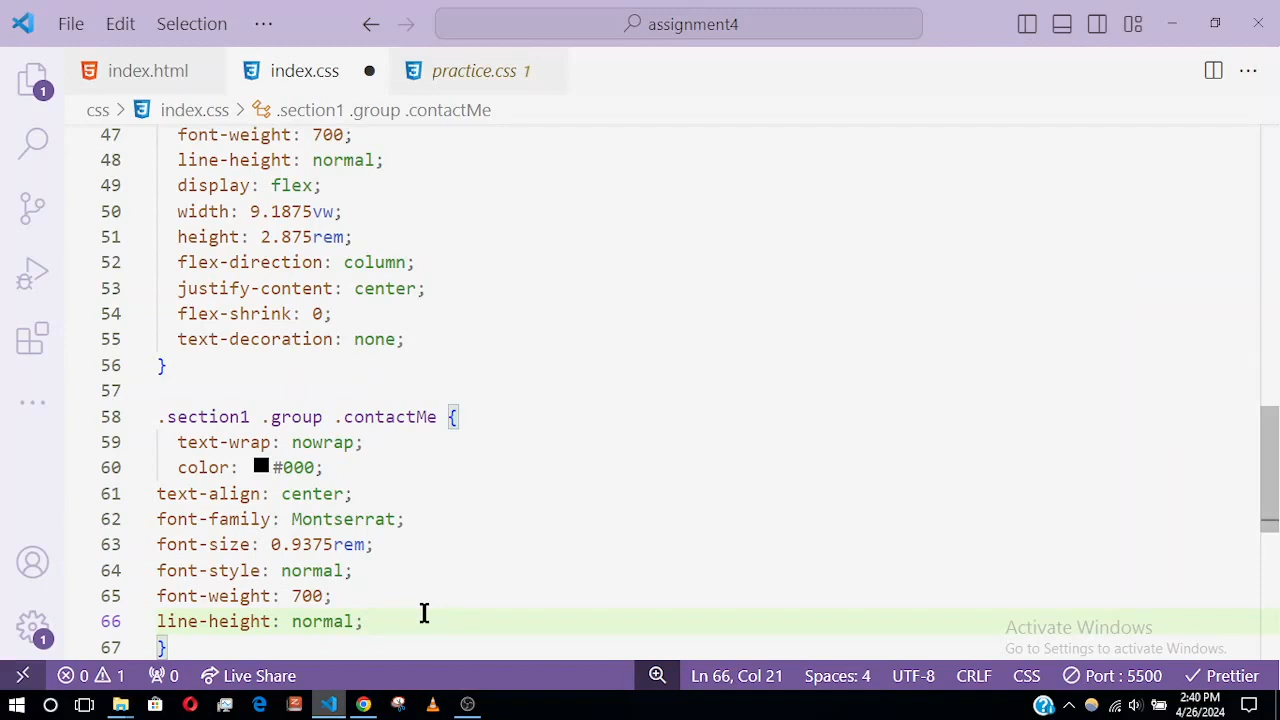 File Edit Selection ··· assignment4
index.html index.css practice.css 1
css > index.css > .section1 .group .contactMe
47 font-weight: 700;
48 line-height: normal;
49 display: flex;
50 width: 9.1875vw;
51 height: 2.875rem;
52 flex-direction: column;
53 justify-content: center;
54 flex-shrink: 0;
55 text-decoration: none;
56 }
57
58 .section1 .group .contactMe {
59 text-wrap: nowrap;
60 color: #000;
61 text-align: center;
62 font-family: Montserrat;
63 font-size: 0.9375rem;
64 font-style: normal;
65 font-weight: 700;
66 line-height: normal;
67 }
1
1
Activate Windows
Go to Settings to activate Windows.
0 1 0 Live Share Ln 66, Col 21 Spaces: 4 UTF-8 CRLF CSS Port : 5500 Prettier
2:40 PM
4/26/2024